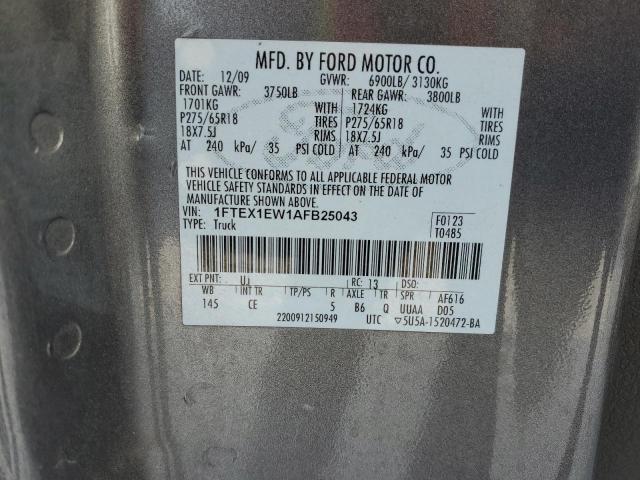 MFD. BY FORD MOTOR CO.
DATE: 12/09 GVWR: 6900LB/ 3130KG
FRONT GAWR: 3750LB REAR GAWR: 3800LB
1701KG WITH 1724KG WITH
P275/65R18 TIRES P275/65R18 TIRES
18X7.5J RIMS 18X7.5J RIMS
AT 240 kPa/ 35 PSI COLD AT 240 kPa/ 35 PSI COLD
THIS VEHICLE CONFORMS TO ALL APPLICABLE FEDERAL MOTOR
VEHICLE SAFETY STANDARDS IN EFFECT ON THE DATE OF
MANUFACTURE SHOWN ABOVE.
VIN: 1FTEX1EW1AFB25043 F0123
TYPE: Truck T0485
Ford
EXT PNT: UJ RC: 13 DSO:
WB INT TR TP/PS R AXLE TR SPR AF616
145 CE 5 B6 Q UUAA D05
2200912150949 UTC ▽5U5A-1520472-BA